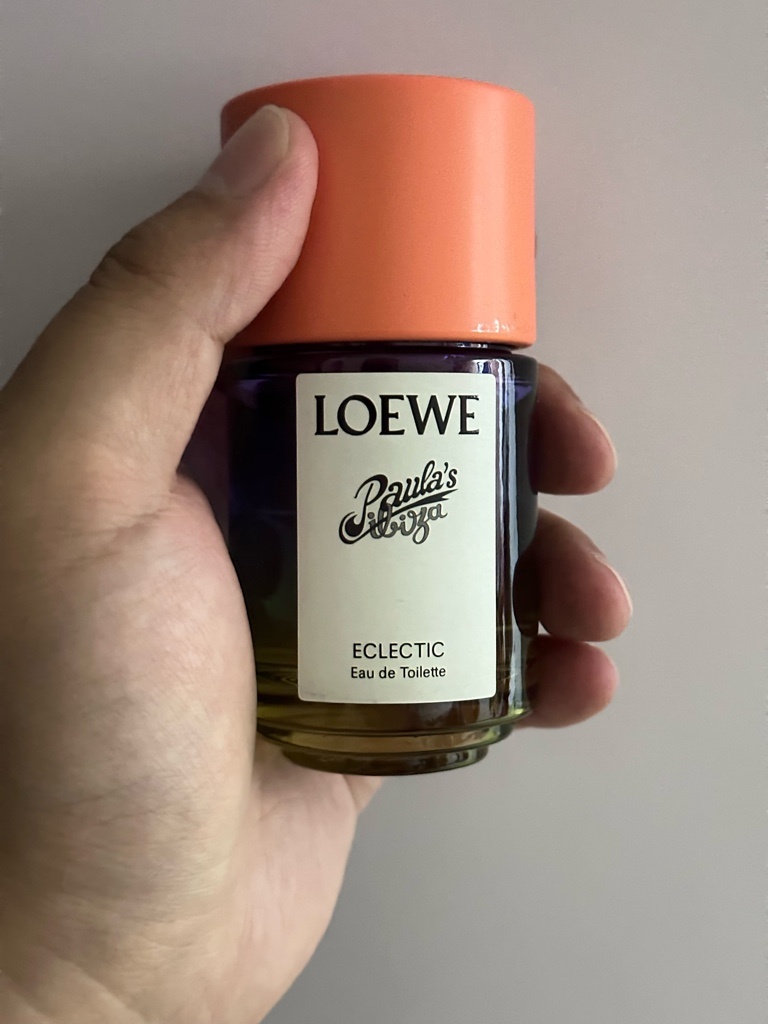 LOEWE
Paula's
ibiza
ECLECTIC
Eau de Toilette